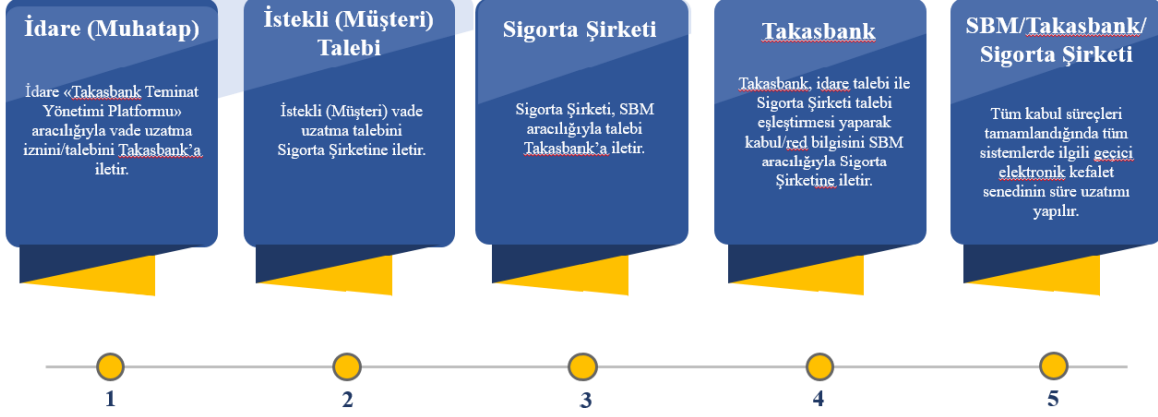 İdare (Muhatap)
İdare «Takasbank Teminat
Yönetimi Platformu»
aracılığıyla vade uzatma
iznini/talebini Takasbank’a
iletir.
İstekli (Müşteri)
Talebi
İstekli (Müşteri) vade
uzatma talebini
Sigorta Şirketine iletir.
Sigorta Şirketi
Sigorta Şirketi, SBM
aracılığıyla talebi
Takasbank’a iletir.
Takasbank
Takasbank, idare talebi ile
Sigorta Şirketi talebi
eşleştirmesi yaparak
kabul/red bilgisini SBM
aracılığıyla Sigorta
Şirketine iletir.
SBM/Takasbank/
Sigorta Şirketi
Tüm kabul süreçleri
tamamlandığında tüm
sistemlerde ilgili geçici
elektronik kefalet
senedinin süre uzatımı
yapılır.
1
2
3
4
5